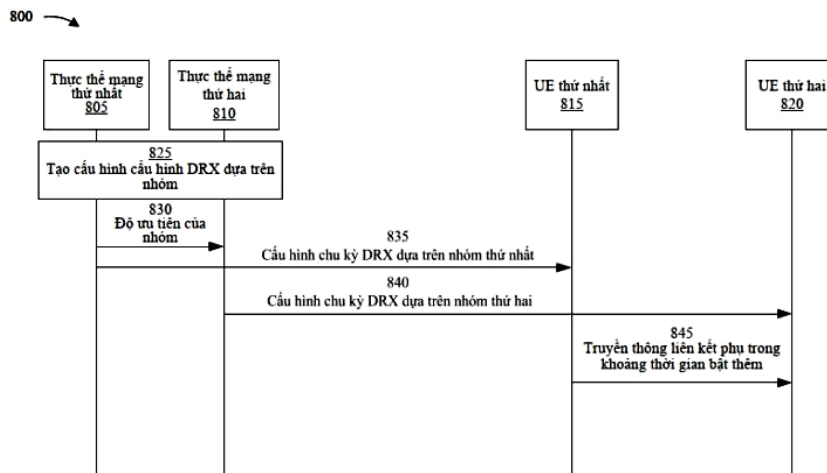 800
Thực thể mạng
thứ nhất
805
Thực thể mạng
thứ hai
810
UE thứ nhất
815
UE thứ hai
820
825
Tạo cấu hình cấu hình DRX dựa trên
nhóm
830
Độ ưu tiên của
nhóm
835
Cấu hình chu kỳ DRX dựa trên nhóm thứ nhất
840
Cấu hình chu kỳ DRX dựa trên nhóm thứ hai
845
Truyền thông liên kết phụ trong
khoảng thời gian bật thêm